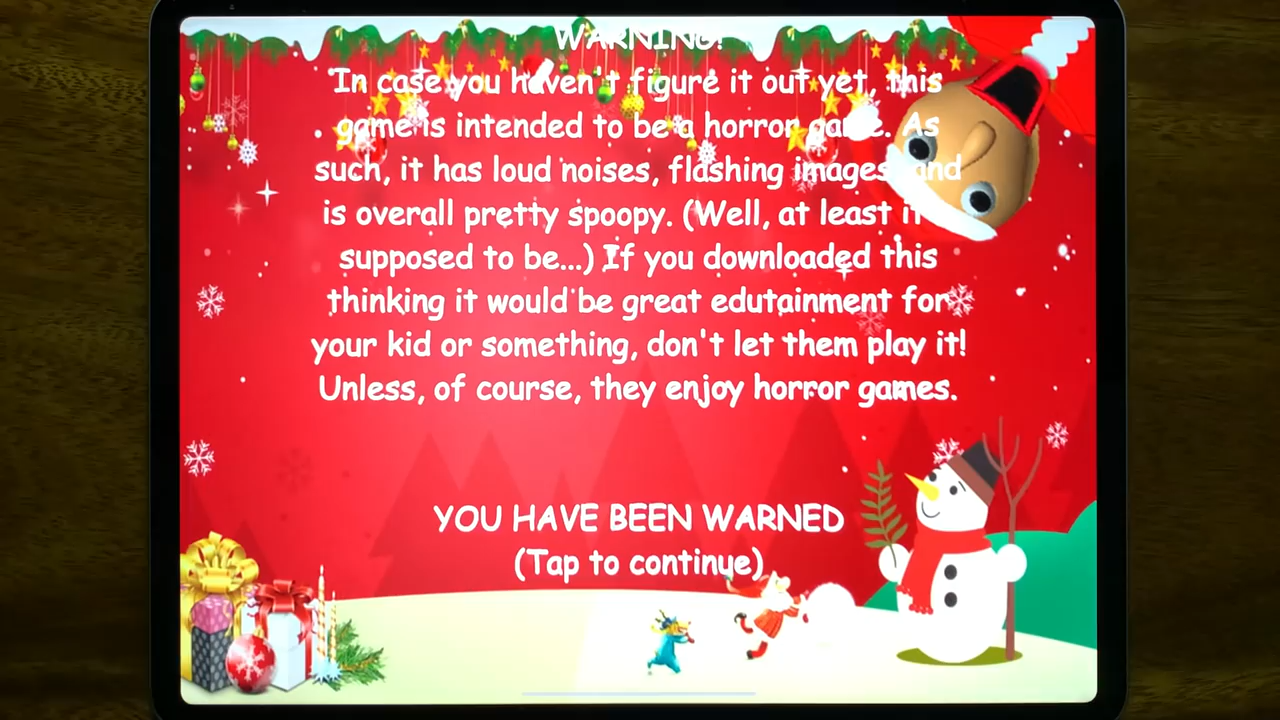 WARNING!
In case you haven't figure it out yet, this
game is intended to be a horror game. As
such, it has loud noises, flashing images, and
is overall pretty spoopy. (Well, at least it
supposed to be...) If you downloaded this
thinking it would be great edutainment for
your kid or something, don't let them play it!
Unless, of course, they enjoy horror games.
YOU HAVE BEEN WARNED
(Tap to continue)